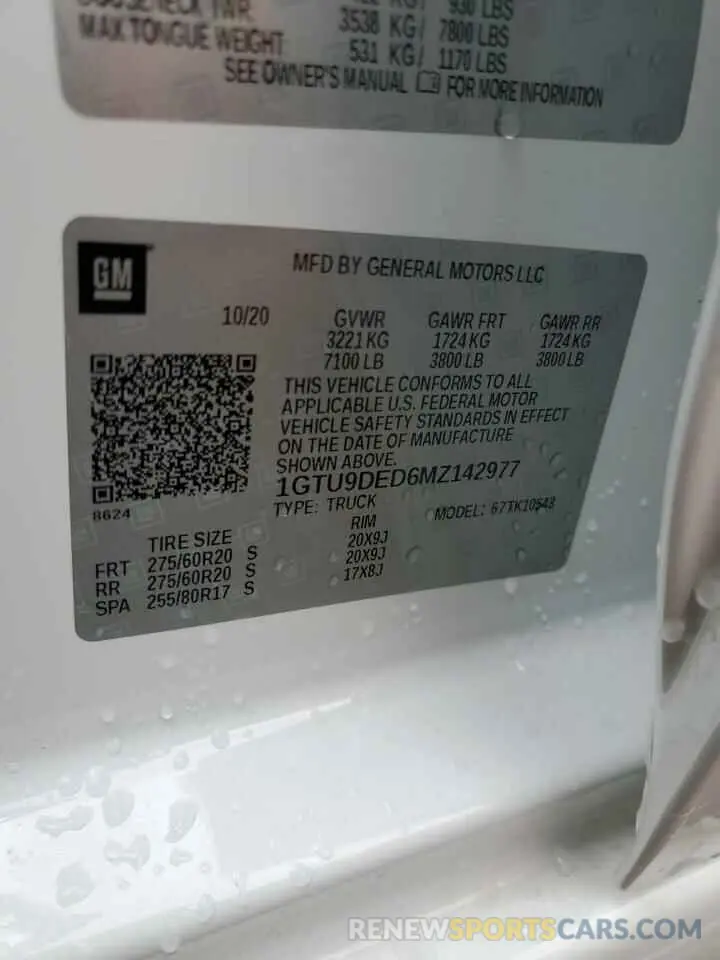 930 LBS
3538 KG/ 7800 LBS
MAX TONGUE WEIGHT 531 KG/ 1170 LBS
SEE OWNER'S MANUAL FOR MORE INFORMATION
GM
MFD BY GENERAL MOTORS LLC
10/20 GVWR GAWR FRT GAWR RR
3221 KG 1724 KG 1724 KG
7100 LB 3800 LB 3800 LB
THIS VEHICLE CONFORMS TO ALL
APPLICABLE U.S. FEDERAL MOTOR
VEHICLE SAFETY STANDARDS IN EFFECT
ON THE DATE OF MANUFACTURE
SHOWN ABOVE.
1GTU9DED6MZ142977
8624 TYPE: TRUCK MODEL: 67TK10543
TIRE SIZE RIM
FRT 275/60R20 S 20X9J
RR 275/60R20 S 20X9J
SPA 255/80R17 S 17X8J
RENEWSPORTSCARS.COM